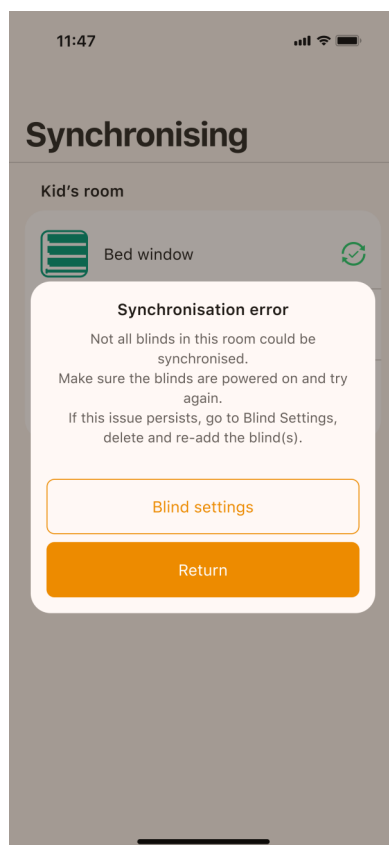 11:47
Synchronising
Kid's room
Bed window
Synchronisation error
Not all blinds in this room could be
synchronised.
Make sure the blinds are powered on and try
again.
If this issue persists, go to Blind Settings,
delete and re-add the blind(s).
Blind settings
Return